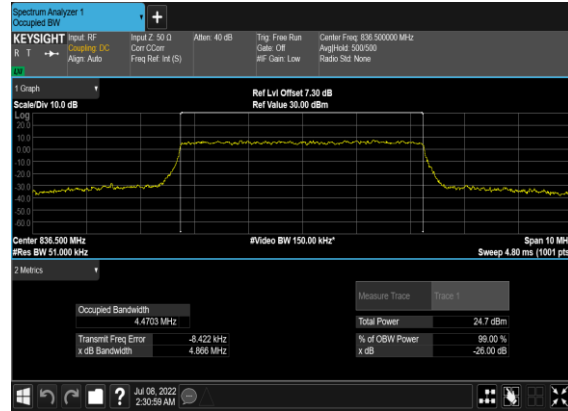 Spectrum Analyzer 1
Occupied BW
+
KEYSIGHT Input: RF Input Z: 50 Ω Atten: 40 dB Trig: Free Run Center Freq: 836.500000 MHz
R T Coupling: DC Corr CCorr Gate: Off Avg|Hold: 500/500
Align: Auto Freq Ref: Int (S) #IF Gain: Low Radio Std: None
1 Graph
Ref Lvl Offset 7.30 dB
Scale/Div 10.0 dB Ref Value 30.00 dBm
Log
20.0
10.0
0.00
-10.0
-20.0
-30.0
-40.0
-50.0
-60.0
Center 836.500 MHz #Video BW 150.00 kHz* Span 10 MH
#Res BW 51.000 kHz Sweep 4.80 ms (1001 pts
2 Metrics
Measure Trace Trace 1
Occupied Bandwidth
4.4703 MHz Total Power 24.7 dBm
Transmit Freq Error -8.422 kHz % of OBW Power 99.00 %
x dB Bandwidth 4.866 MHz x dB -26.00 dB
? Jul 08, 2022
2:30:59 AM